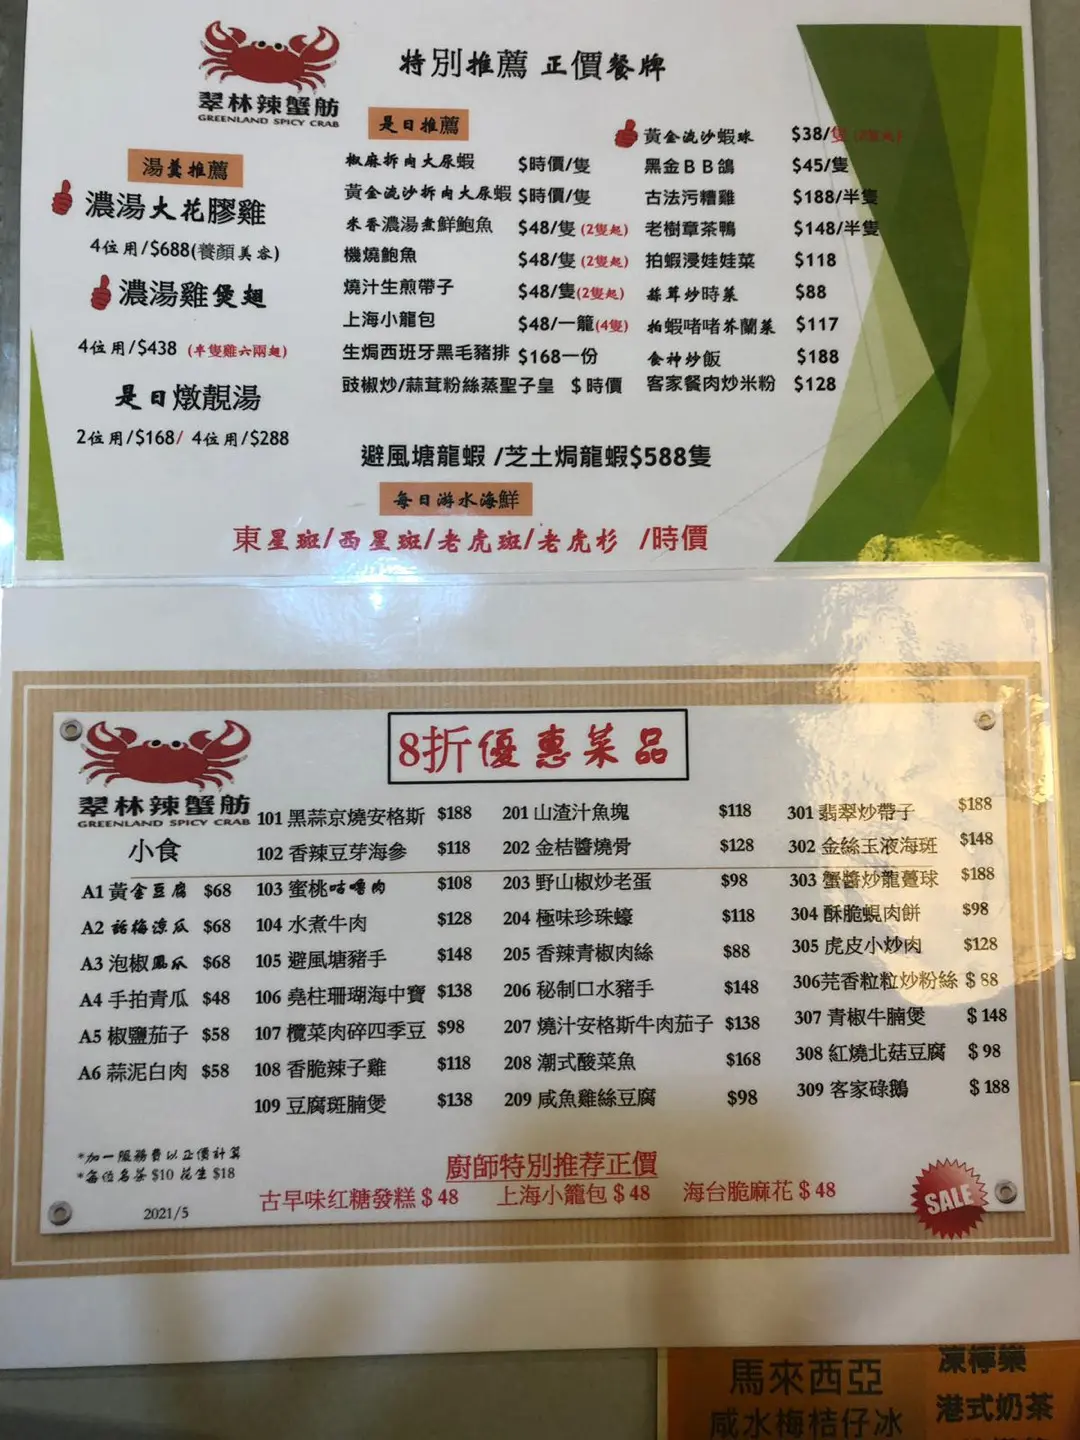 特別推薦 正價餐牌
翠林辣蟹舫
GREENLAND SPICY CRAB
湯羹推薦
濃湯大花膠雞
4位用/$688(養顏美容)
濃湯雞煲翅
4位用/$438 (半隻雞六兩翅)
是日燉靚湯
2位用/$168/ 4位用/$288
是日推薦
椒麻拆肉大尿蝦 $時價/隻
黃金流沙拆肉大尿蝦 $時價/隻
米香濃湯煮鮮鮑魚 $48/隻 (2隻起)
機燒鮑魚 $48/隻 (2隻起)
燒汁生煎帶子 $48/隻(2隻起)
上海小龍包 $48/一籠(4隻)
生焗西班牙黑毛豬排 $168一份
豉椒炒/蒜茸粉絲蒸聖子皇 $時價
黃金流沙蝦球 $38/隻 (2隻起)
黑金BB鴿 $45/隻
古法污糟雞 $188/半隻
老樹章茶鴨 $148/半隻
拍蝦浸娃娃菜 $118
蒜茸炒時菜 $88
拍蝦啫啫芥蘭菜 $117
食神炒飯 $188
客家餐肉炒米粉 $128
避風塘龍蝦 /芝士焗龍蝦$588隻
每日游水海鮮
東星斑/西星斑/老虎斑/老虎杉 /時價
8折優惠菜品
翠林辣蟹舫
GREENLAND SPICY CRAB
小食
A1 黃金豆腐 $68
A2 話梅涼瓜 $68
A3 泡椒鳳爪 $68
A4 手拍青瓜 $48
A5 椒鹽茄子 $58
A6 蒜泥白肉 $58
101 黑蒜京燒安格斯 $188
102 香辣豆芽海參 $118
103 蜜桃咕嚕肉 $108
104 水煮牛肉 $128
105 避風塘豬手 $148
106 堯柱珊瑚海中寶 $138
107 欖菜肉碎四季豆 $98
108 香脆辣子雞 $118
109 豆腐斑腩煲 $138
201 山渣汁魚塊 $118
202 金桔醬燒骨 $128
203 野山椒炒老蛋 $98
204 極味珍珠蠔 $118
205 香辣青椒肉絲 $88
206 秘制口水豬手 $148
207 燒汁安格斯牛肉茄子 $138
208 潮式酸菜魚 $168
209 咸魚雞絲豆腐 $98
301 翡翠炒帶子 $188
302 金絲玉液海斑 $148
303 蟹醬炒龍躉球 $188
304 酥脆蜆肉餅 $98
305 虎皮小炒肉 $128
306芫香粒粒炒粉絲 $ 88
307 青椒牛腩煲 $ 148
308 紅燒北菇豆腐 $ 98
309 客家碌鵝 $ 188
*加一服務費以正價計算
*每位名茶 $10 花生 $18
2021/5
廚師特別推荐正價
古早味红糖發糕 $ 48 上海小籠包 $ 48 海台脆麻花 $ 48
SALE
馬來西亞
咸水梅桔仔冰
凍檸樂
港式奶茶